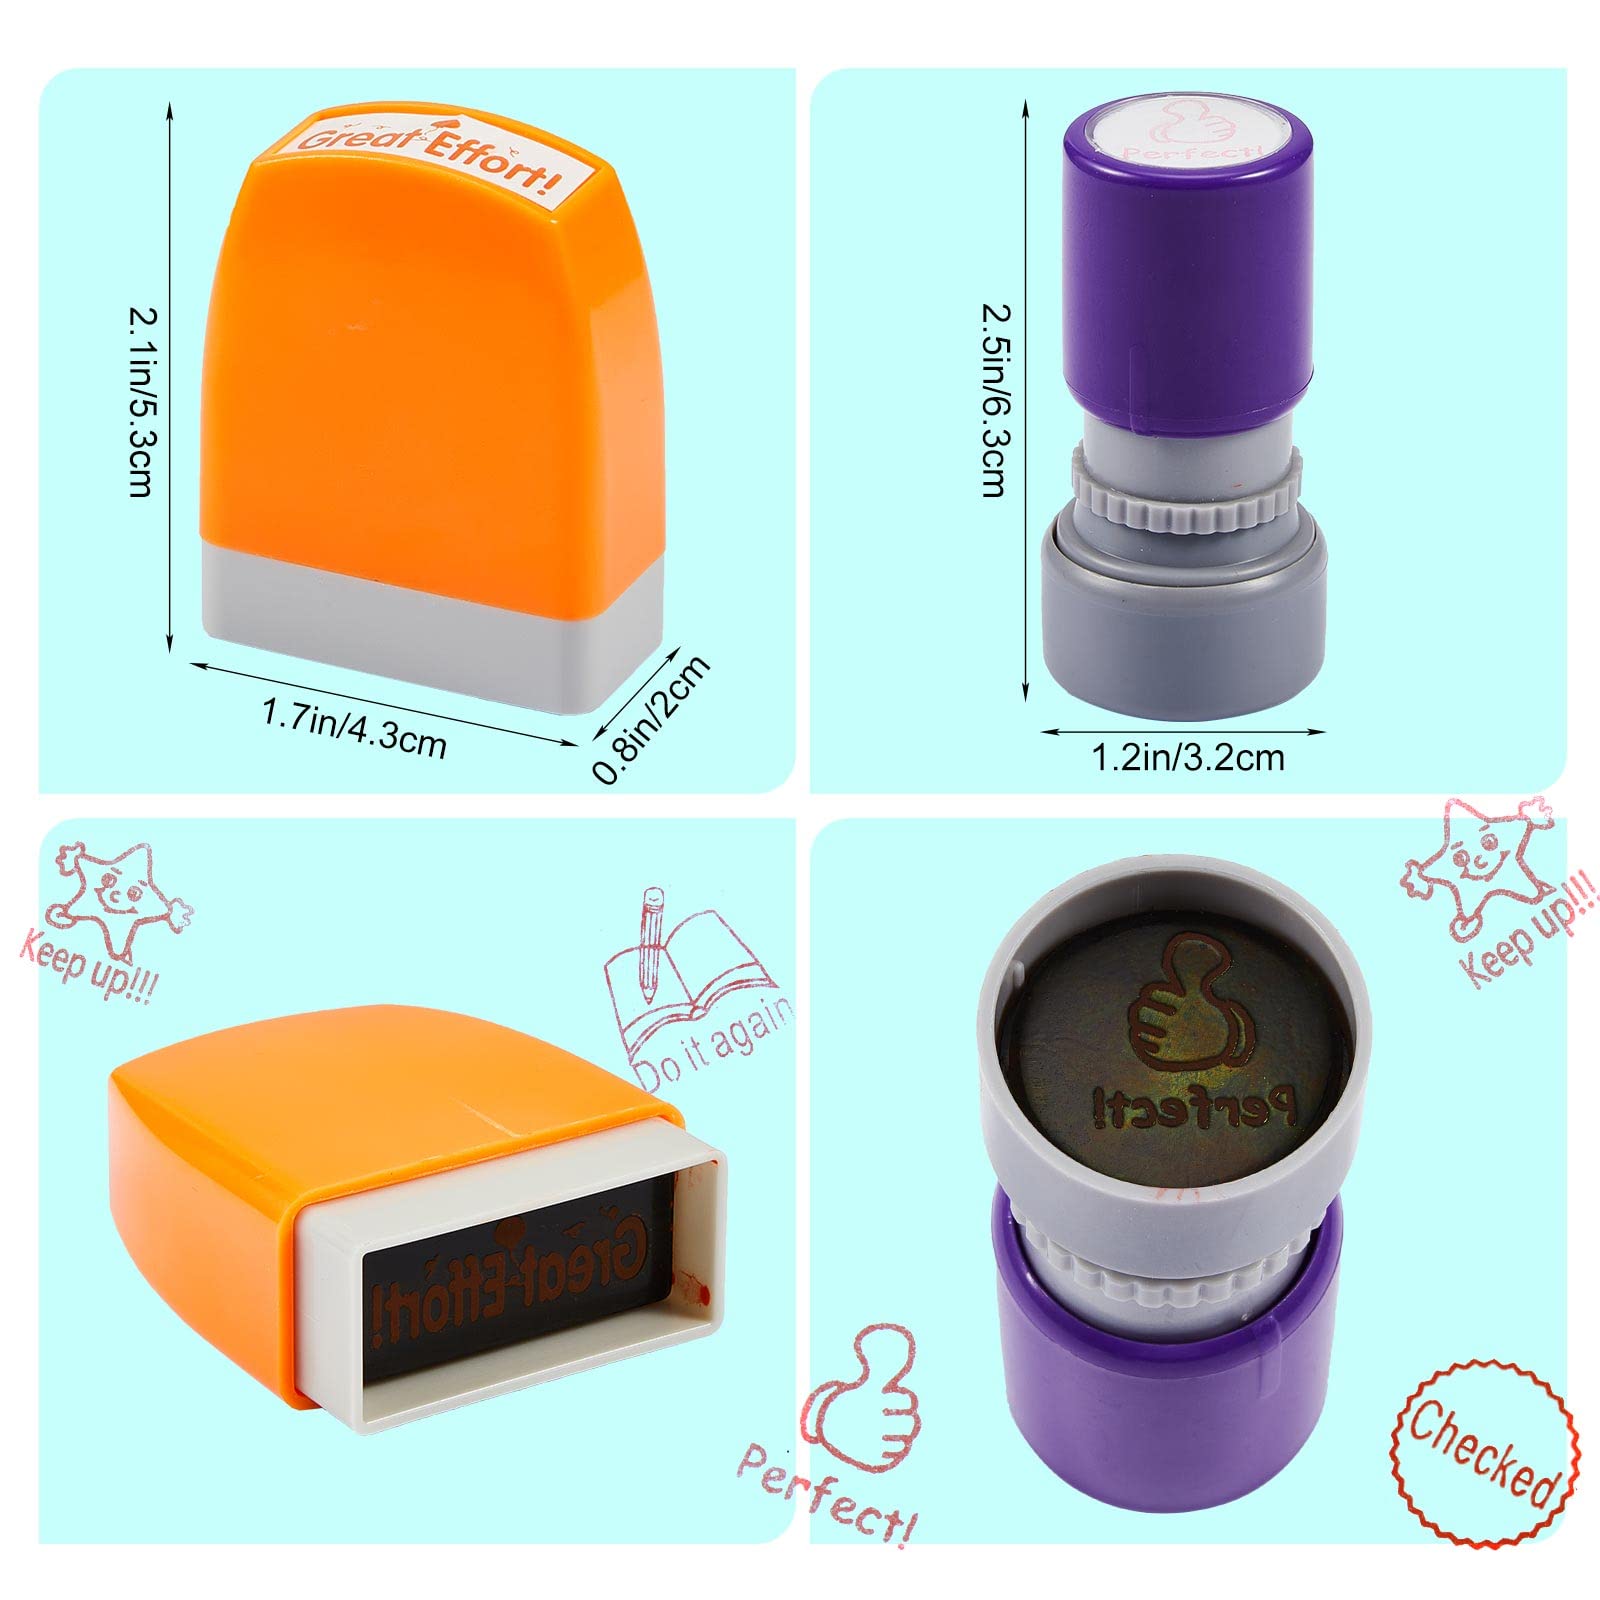 Great Effort!
2.1in/5.3cm
1.7in/4.3cm
0.8in/2cm
Perfect!
2.5in/6.3cm
1.2in/3.2cm
Keep up!!!
Do it again
Great Effort!
Keep up!!!
Perfect!
Perfect!
Checked